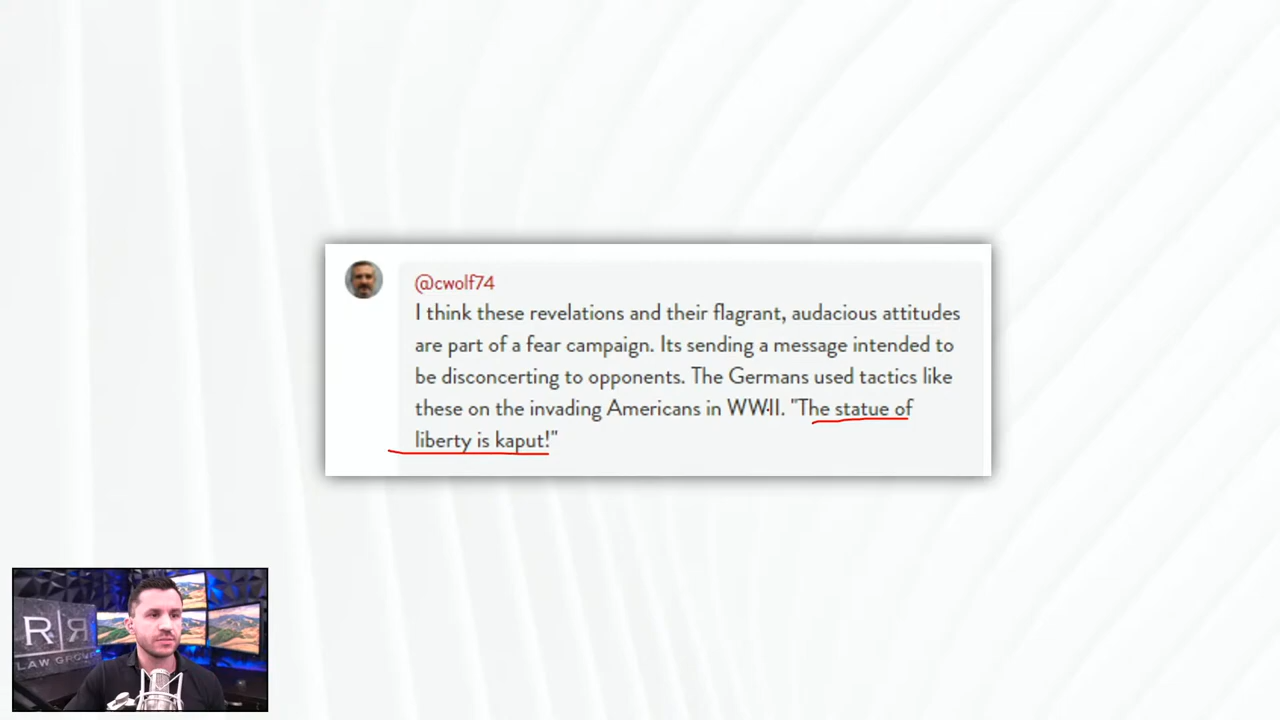 @cwolf74
I think these revelations and their flagrant, audacious attitudes
are part of a fear campaign. Its sending a message intended to
be disconcerting to opponents. The Germans used tactics like
these on the invading Americans in WWII. "The statue of
liberty is kaput!"
R|R
LAW GROUP